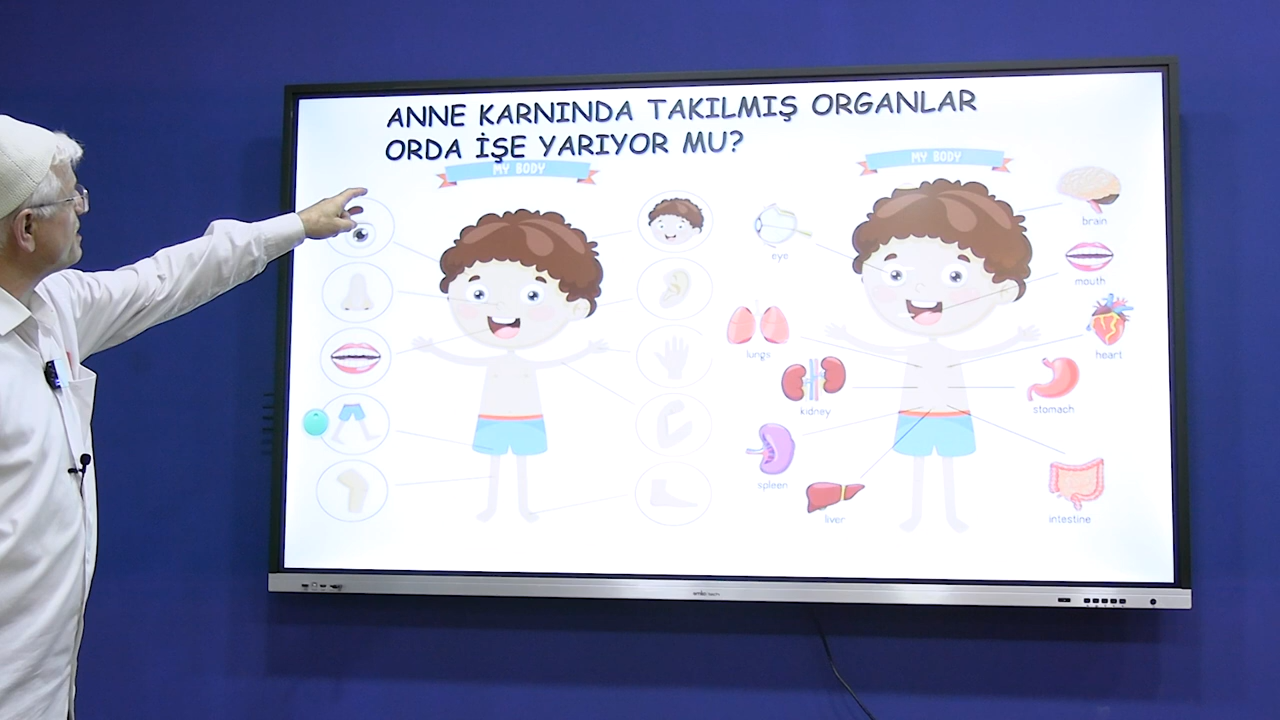 ANNE KARNINDA TAKILMIŞ ORGANLAR
ORDA İŞE YARIYOR MU?
MY BODY
MY BODY
brain
eye
mouth
lungs
heart
kidney
stomach
spleen
liver
intestine